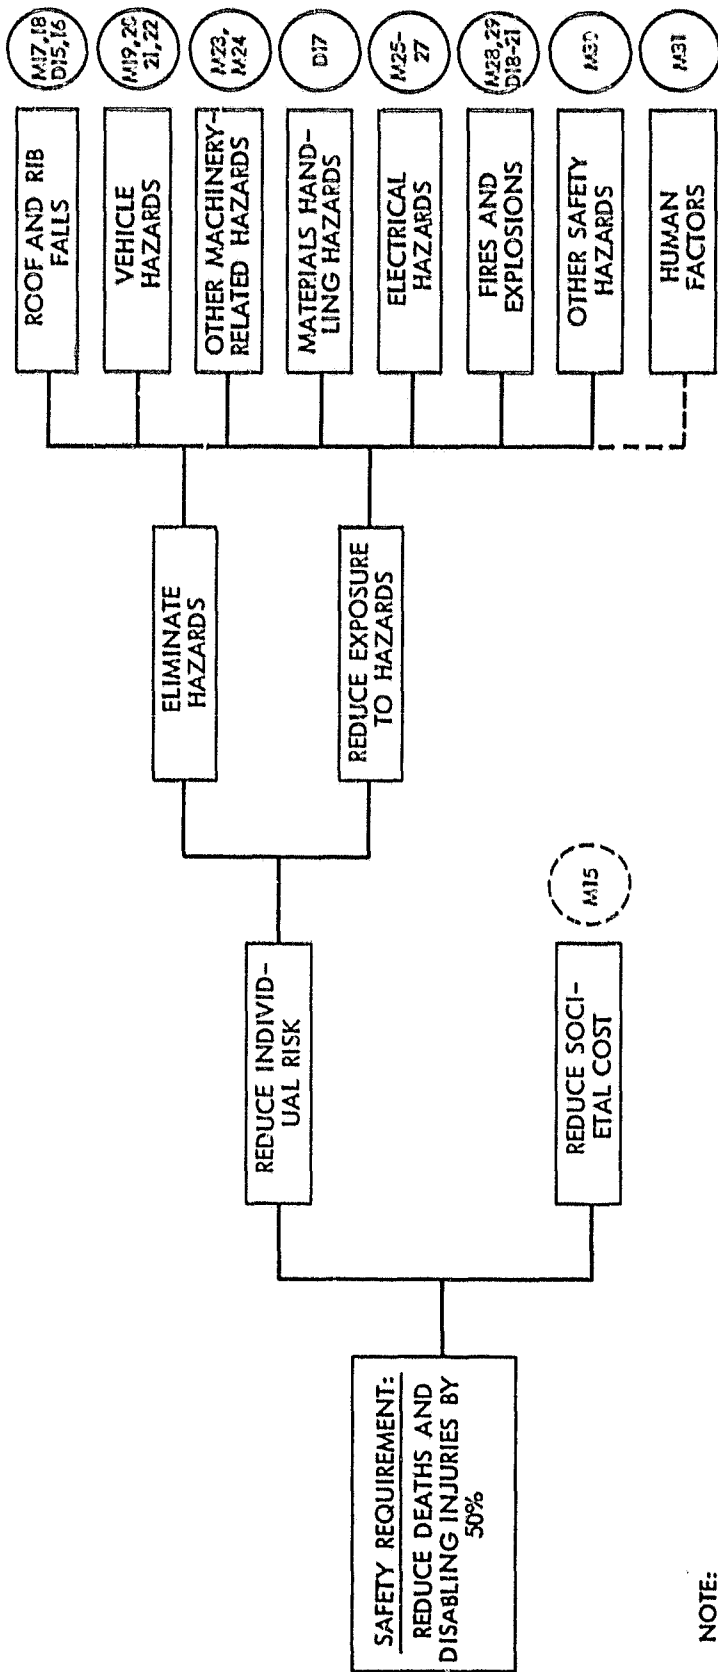 SAFETY REQUIREMENT:
REDUCE DEATHS AND
DISABLING INJURIES BY
50%
REDUCE INDIVID-
UAL RISK
REDUCE SOCI-
ETAL COST
M15
ELIMINATE
HAZARDS
REDUCE EXPOSURE
TO HAZARDS
ROOF AND RIB
FALLS
M17,18
D15,16
VEHICLE
HAZARDS
M19,20
21,22
OTHER MACHINERY-
RELATED HAZARDS
M23,
M24
MATERIALS HAND-
LING HAZARDS
D17
ELECTRICAL
HAZARDS
M25-
27
FIRES AND
EXPLOSIONS
M28,29
D18-21
OTHER SAFETY
HAZARDS
M30
HUMAN
FACTORS
M31
NOTE: